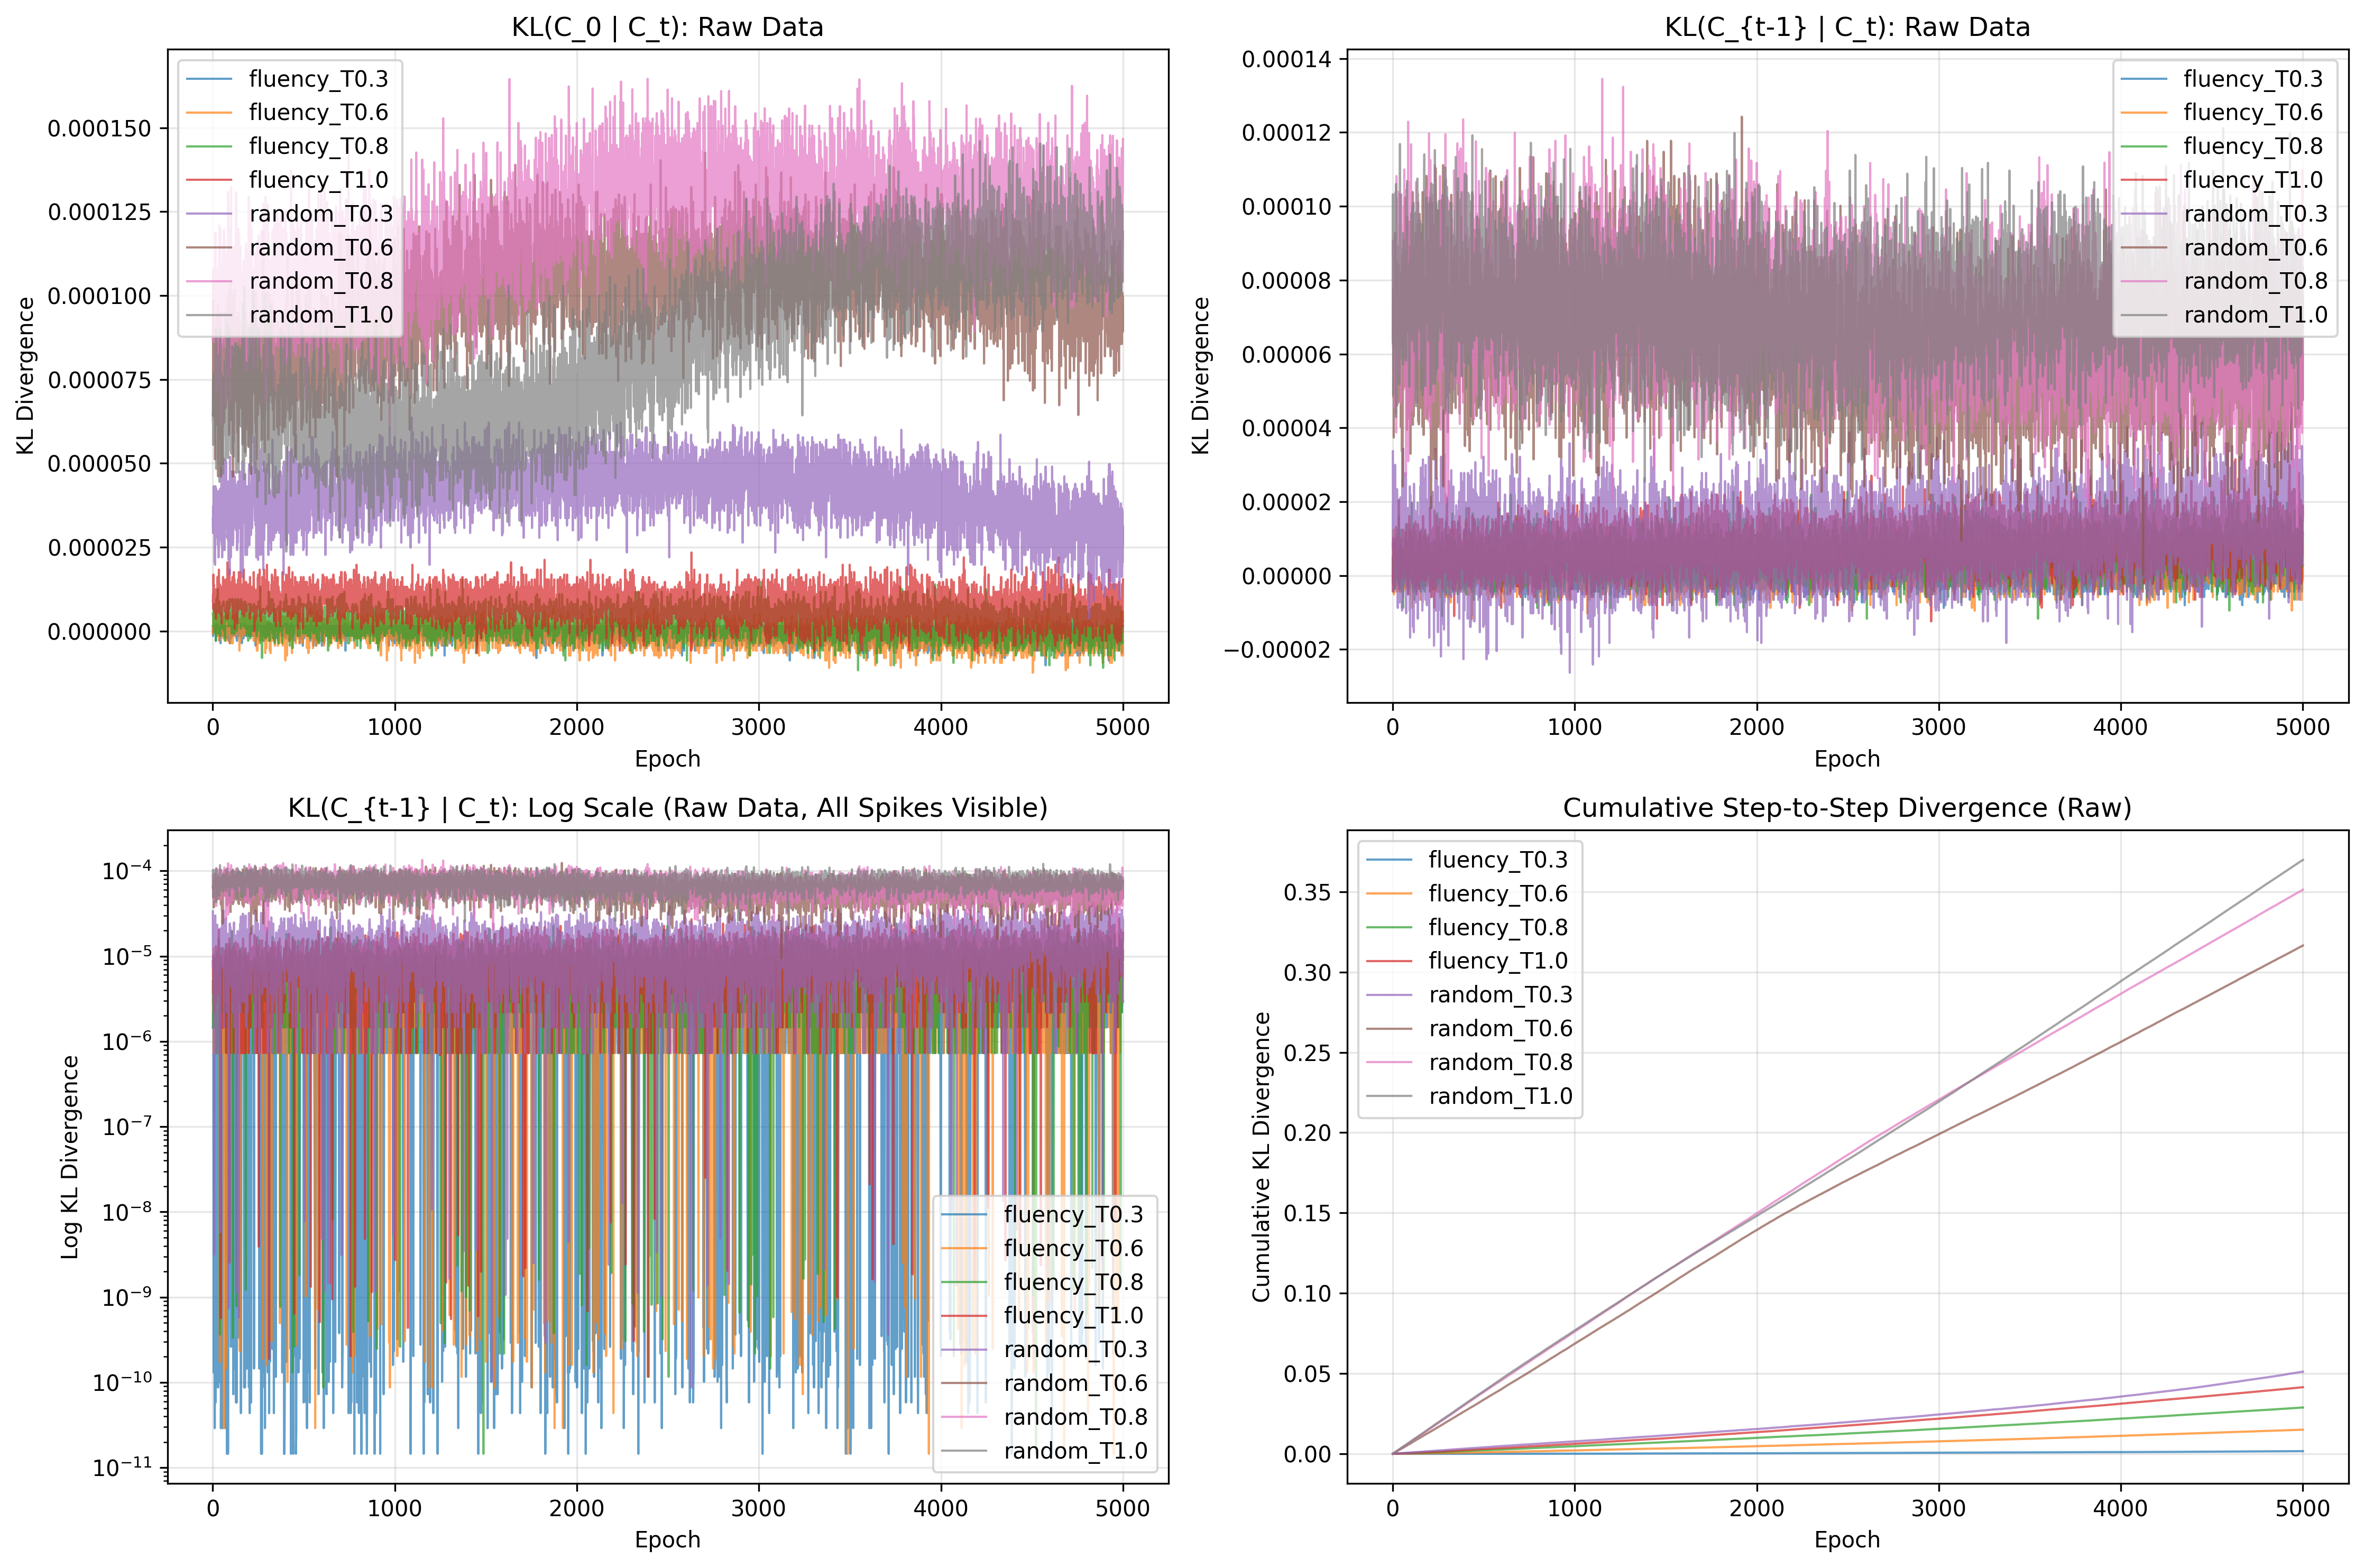 KL(C_0 | C_t): Raw Data
KL Divergence
0.000150
0.000125
0.000100
0.000075
0.000050
0.000025
0.000000
fluency_T0.3
fluency_T0.6
fluency_T0.8
fluency_T1.0
random_T0.3
random_T0.6
random_T0.8
random_T1.0
0 1000 2000 3000 4000 5000
Epoch
KL(C_{t-1} | C_t): Raw Data
KL Divergence
0.00014
0.00012
0.00010
0.00008
0.00006
0.00004
0.00002
0.00000
−0.00002
fluency_T0.3
fluency_T0.6
fluency_T0.8
fluency_T1.0
random_T0.3
random_T0.6
random_T0.8
random_T1.0
0 1000 2000 3000 4000 5000
Epoch
KL(C_{t-1} | C_t): Log Scale (Raw Data, All Spikes Visible)
Log KL Divergence
10⁻⁴
10⁻⁵
10⁻⁶
10⁻⁷
10⁻⁸
10⁻⁹
10⁻¹⁰
10⁻¹¹
fluency_T0.3
fluency_T0.6
fluency_T0.8
fluency_T1.0
random_T0.3
random_T0.6
random_T0.8
random_T1.0
0 1000 2000 3000 4000 5000
Epoch
Cumulative Step-to-Step Divergence (Raw)
Cumulative KL Divergence
0.35
0.30
0.25
0.20
0.15
0.10
0.05
0.00
fluency_T0.3
fluency_T0.6
fluency_T0.8
fluency_T1.0
random_T0.3
random_T0.6
random_T0.8
random_T1.0
0 1000 2000 3000 4000 5000
Epoch